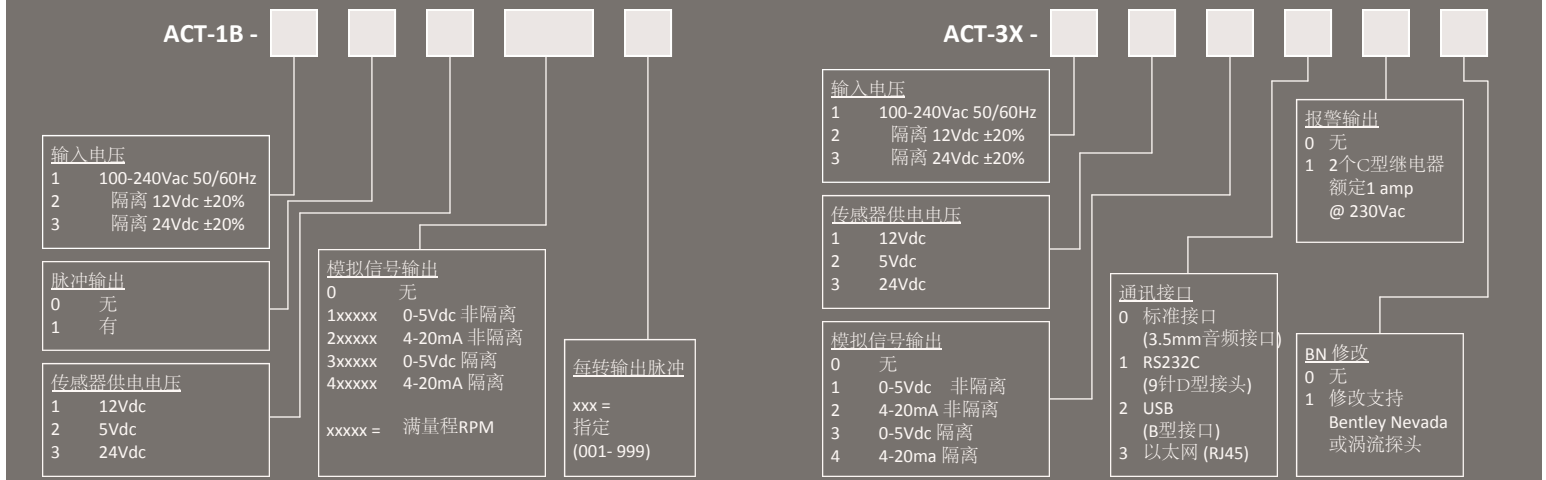 ACT-1B -
输入电压
1 100-240Vac 50/60Hz
2 隔离 12Vdc ±20%
3 隔离 24Vdc ±20%
脉冲输出
0 无
1 有
传感器供电电压
1 12Vdc
2 5Vdc
3 24Vdc
模拟信号输出
0 无
1xxxxx 0-5Vdc 非隔离
2xxxxx 4-20mA 非隔离
3xxxxx 0-5Vdc 隔离
4xxxxx 4-20mA 隔离
xxxxx = 满量程RPM
每转输出脉冲
xxx =
指定
(001- 999)
ACT-3X -
输入电压
1 100-240Vac 50/60Hz
2 隔离 12Vdc ±20%
3 隔离 24Vdc ±20%
传感器供电电压
1 12Vdc
2 5Vdc
3 24Vdc
模拟信号输出
0 无
1 0-5Vdc 非隔离
2 4-20mA 非隔离
3 0-5Vdc 隔离
4 4-20ma 隔离
通讯接口
0 标准接口
(3.5mm音频接口)
1 RS232C
(9针D型接头)
2 USB
(B型接口)
3 以太网 (RJ45)
报警输出
0 无
1 2个C型继电器
额定1 amp
@ 230Vac
BN 修改
0 无
1 修改支持
Bentley Nevada
或涡流探头